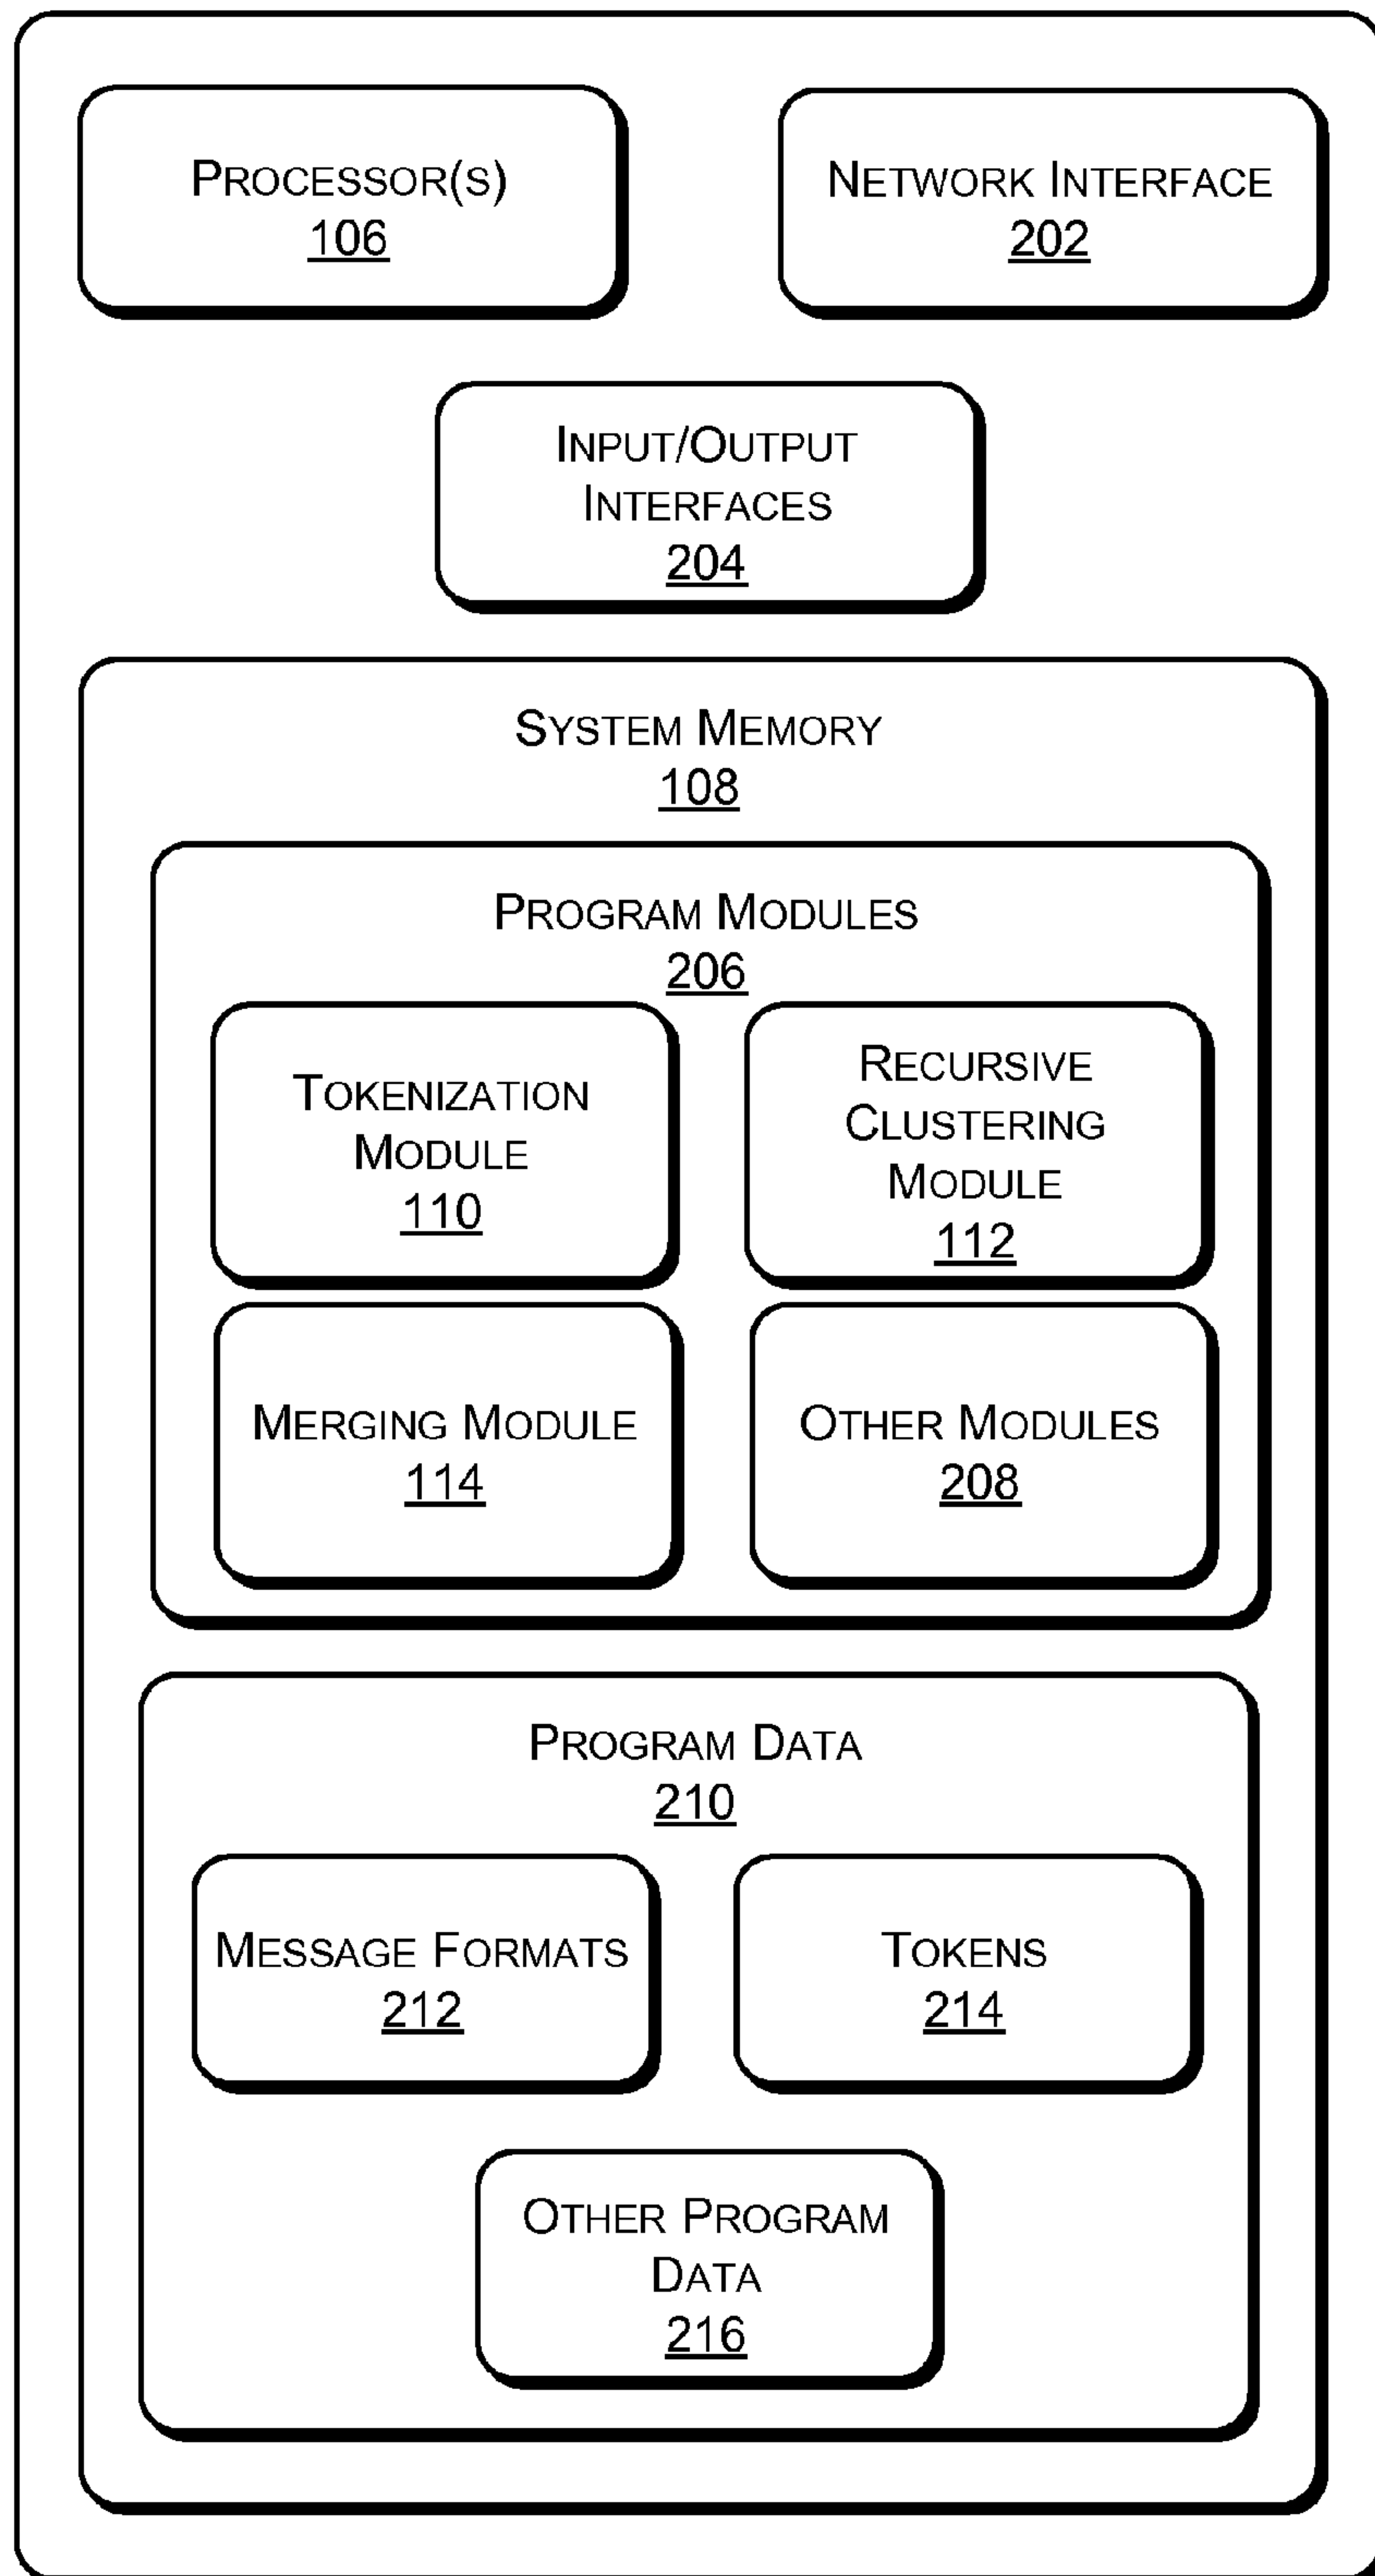 PROCESSOR(S)
106
NETWORK INTERFACE
202
INPUT/OUTPUT
INTERFACES
204
SYSTEM MEMORY
108
PROGRAM MODULES
206
TOKENIZATION
MODULE
110
RECURSIVE
CLUSTERING
MODULE
112
MERGING MODULE
114
OTHER MODULES
208
PROGRAM DATA
210
MESSAGE FORMATS
212
TOKENS
214
OTHER PROGRAM
DATA
216